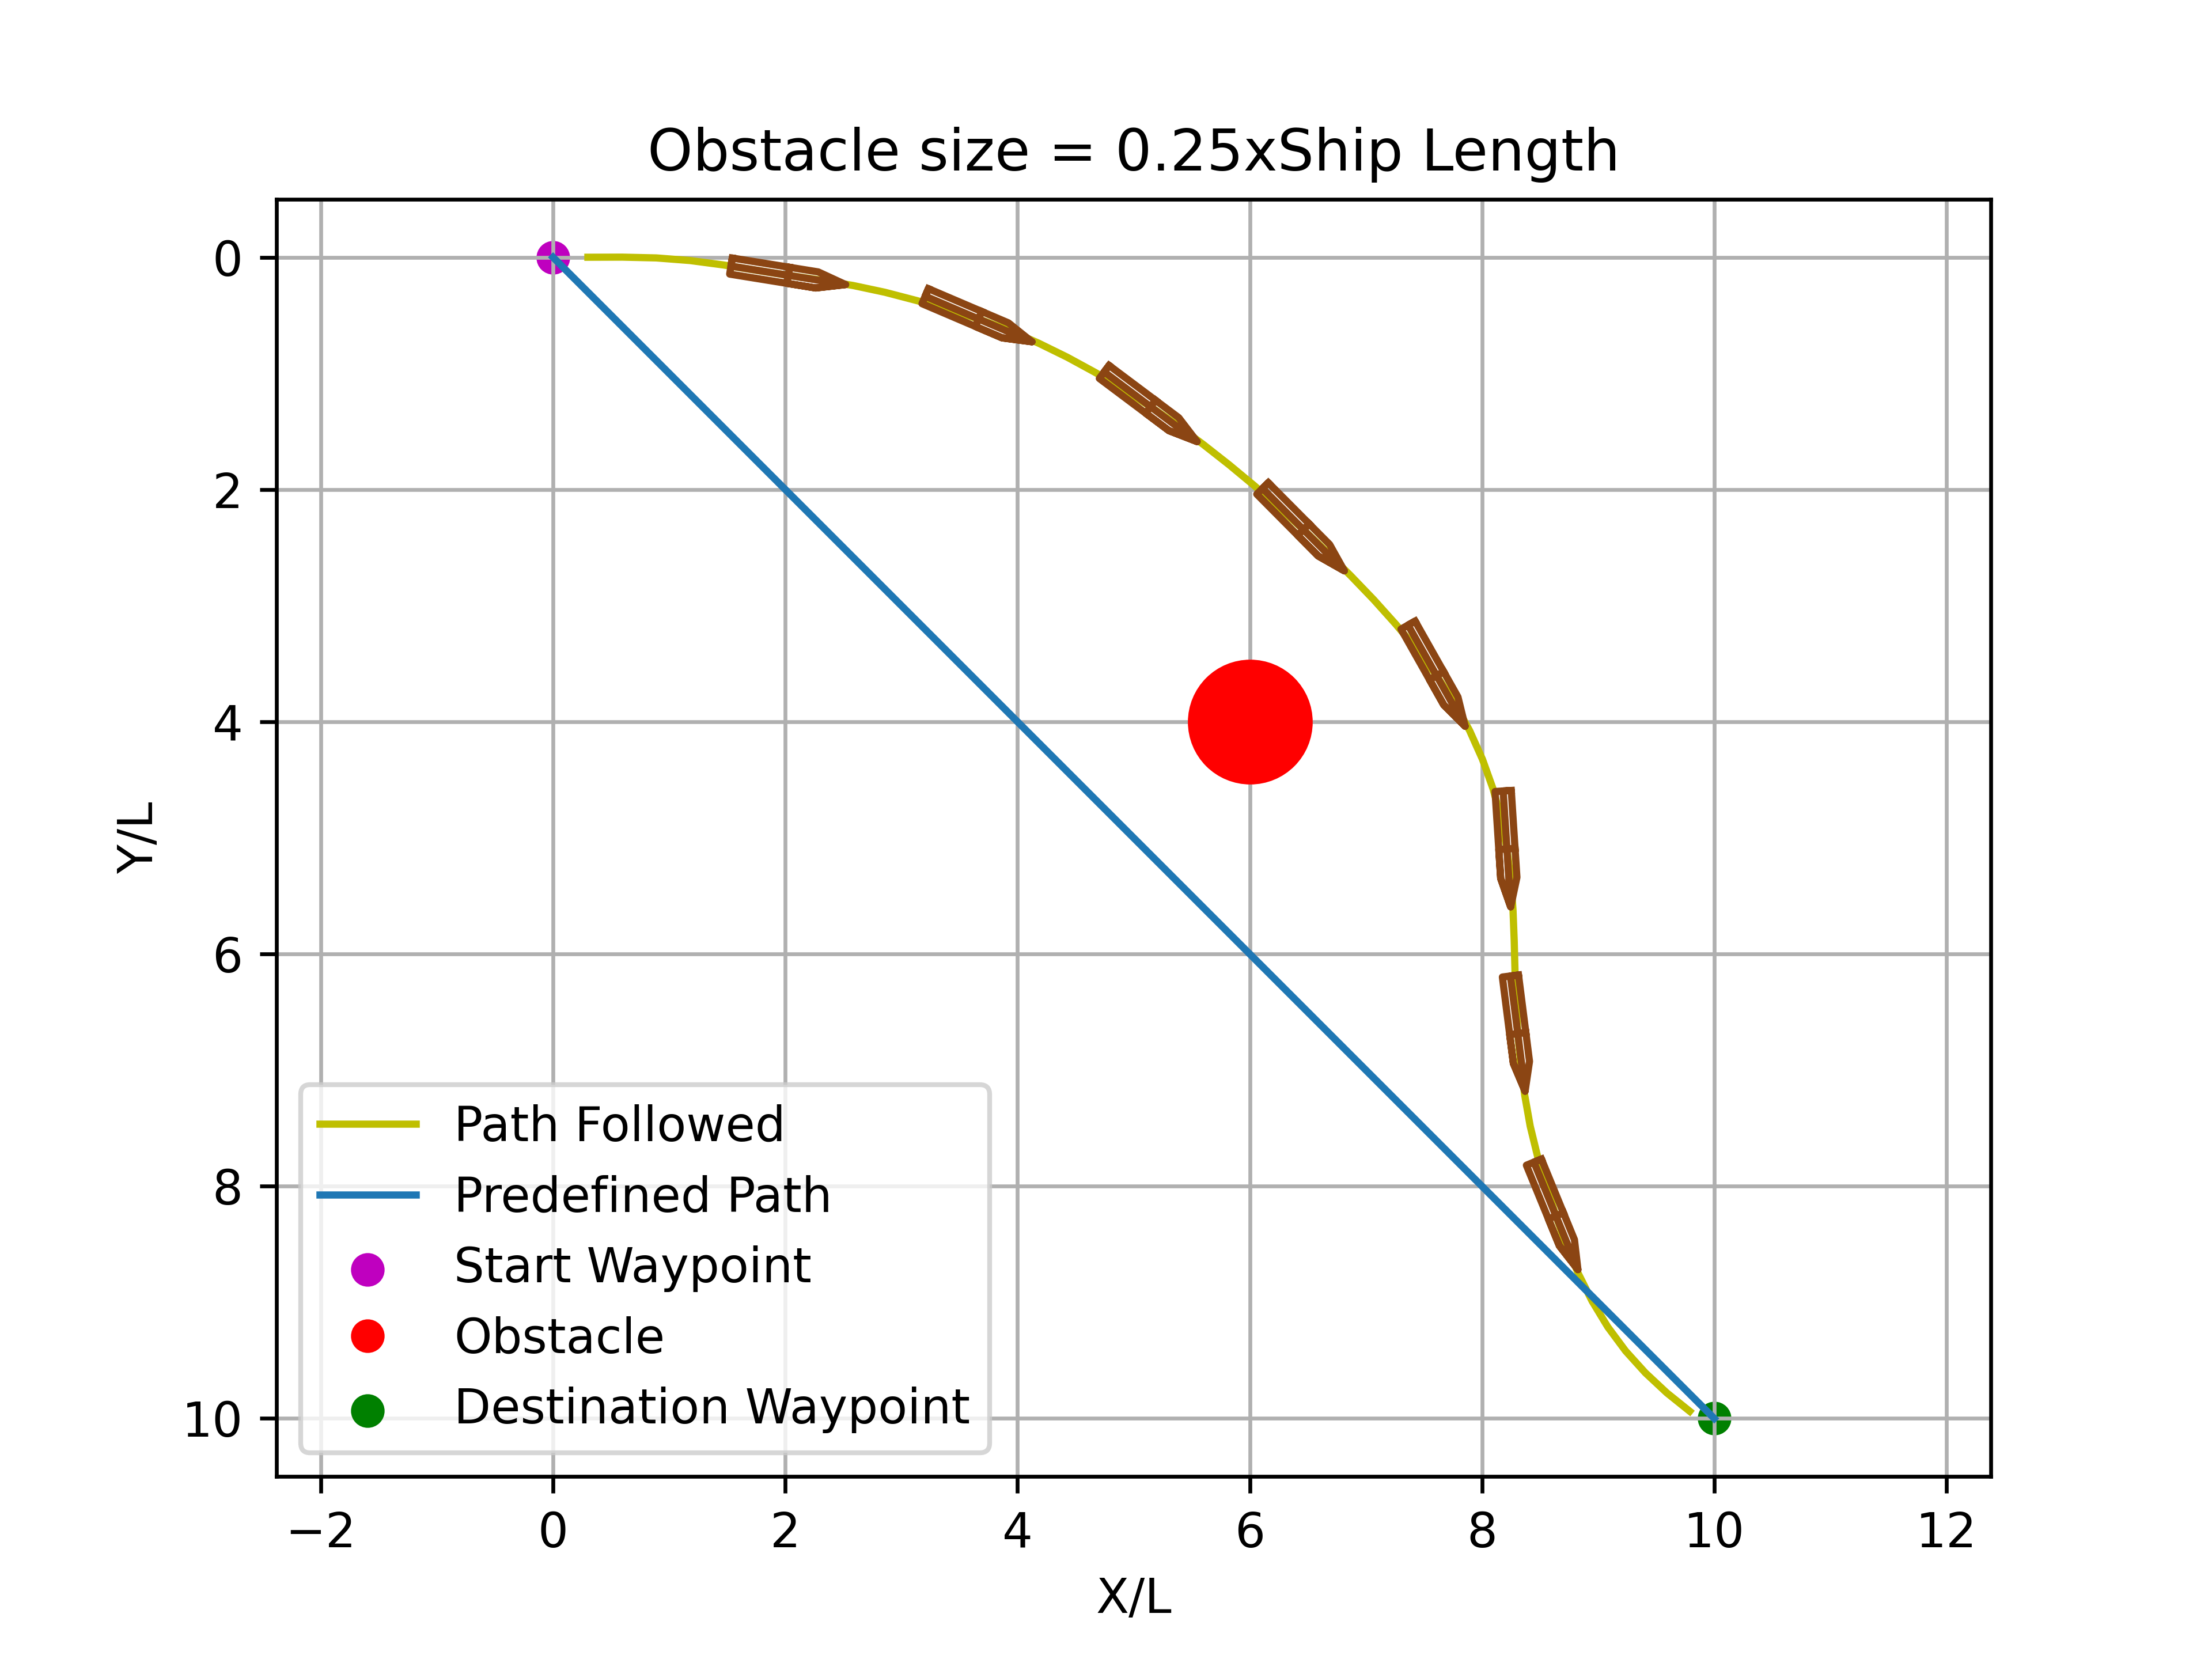 Obstacle size = 0.25xShip Length
0
2
4
6
8
10
Y/L
Path Followed
Predefined Path
Start Waypoint
Obstacle
Destination Waypoint
−2 0 2 4 6 8 10 12
X/L